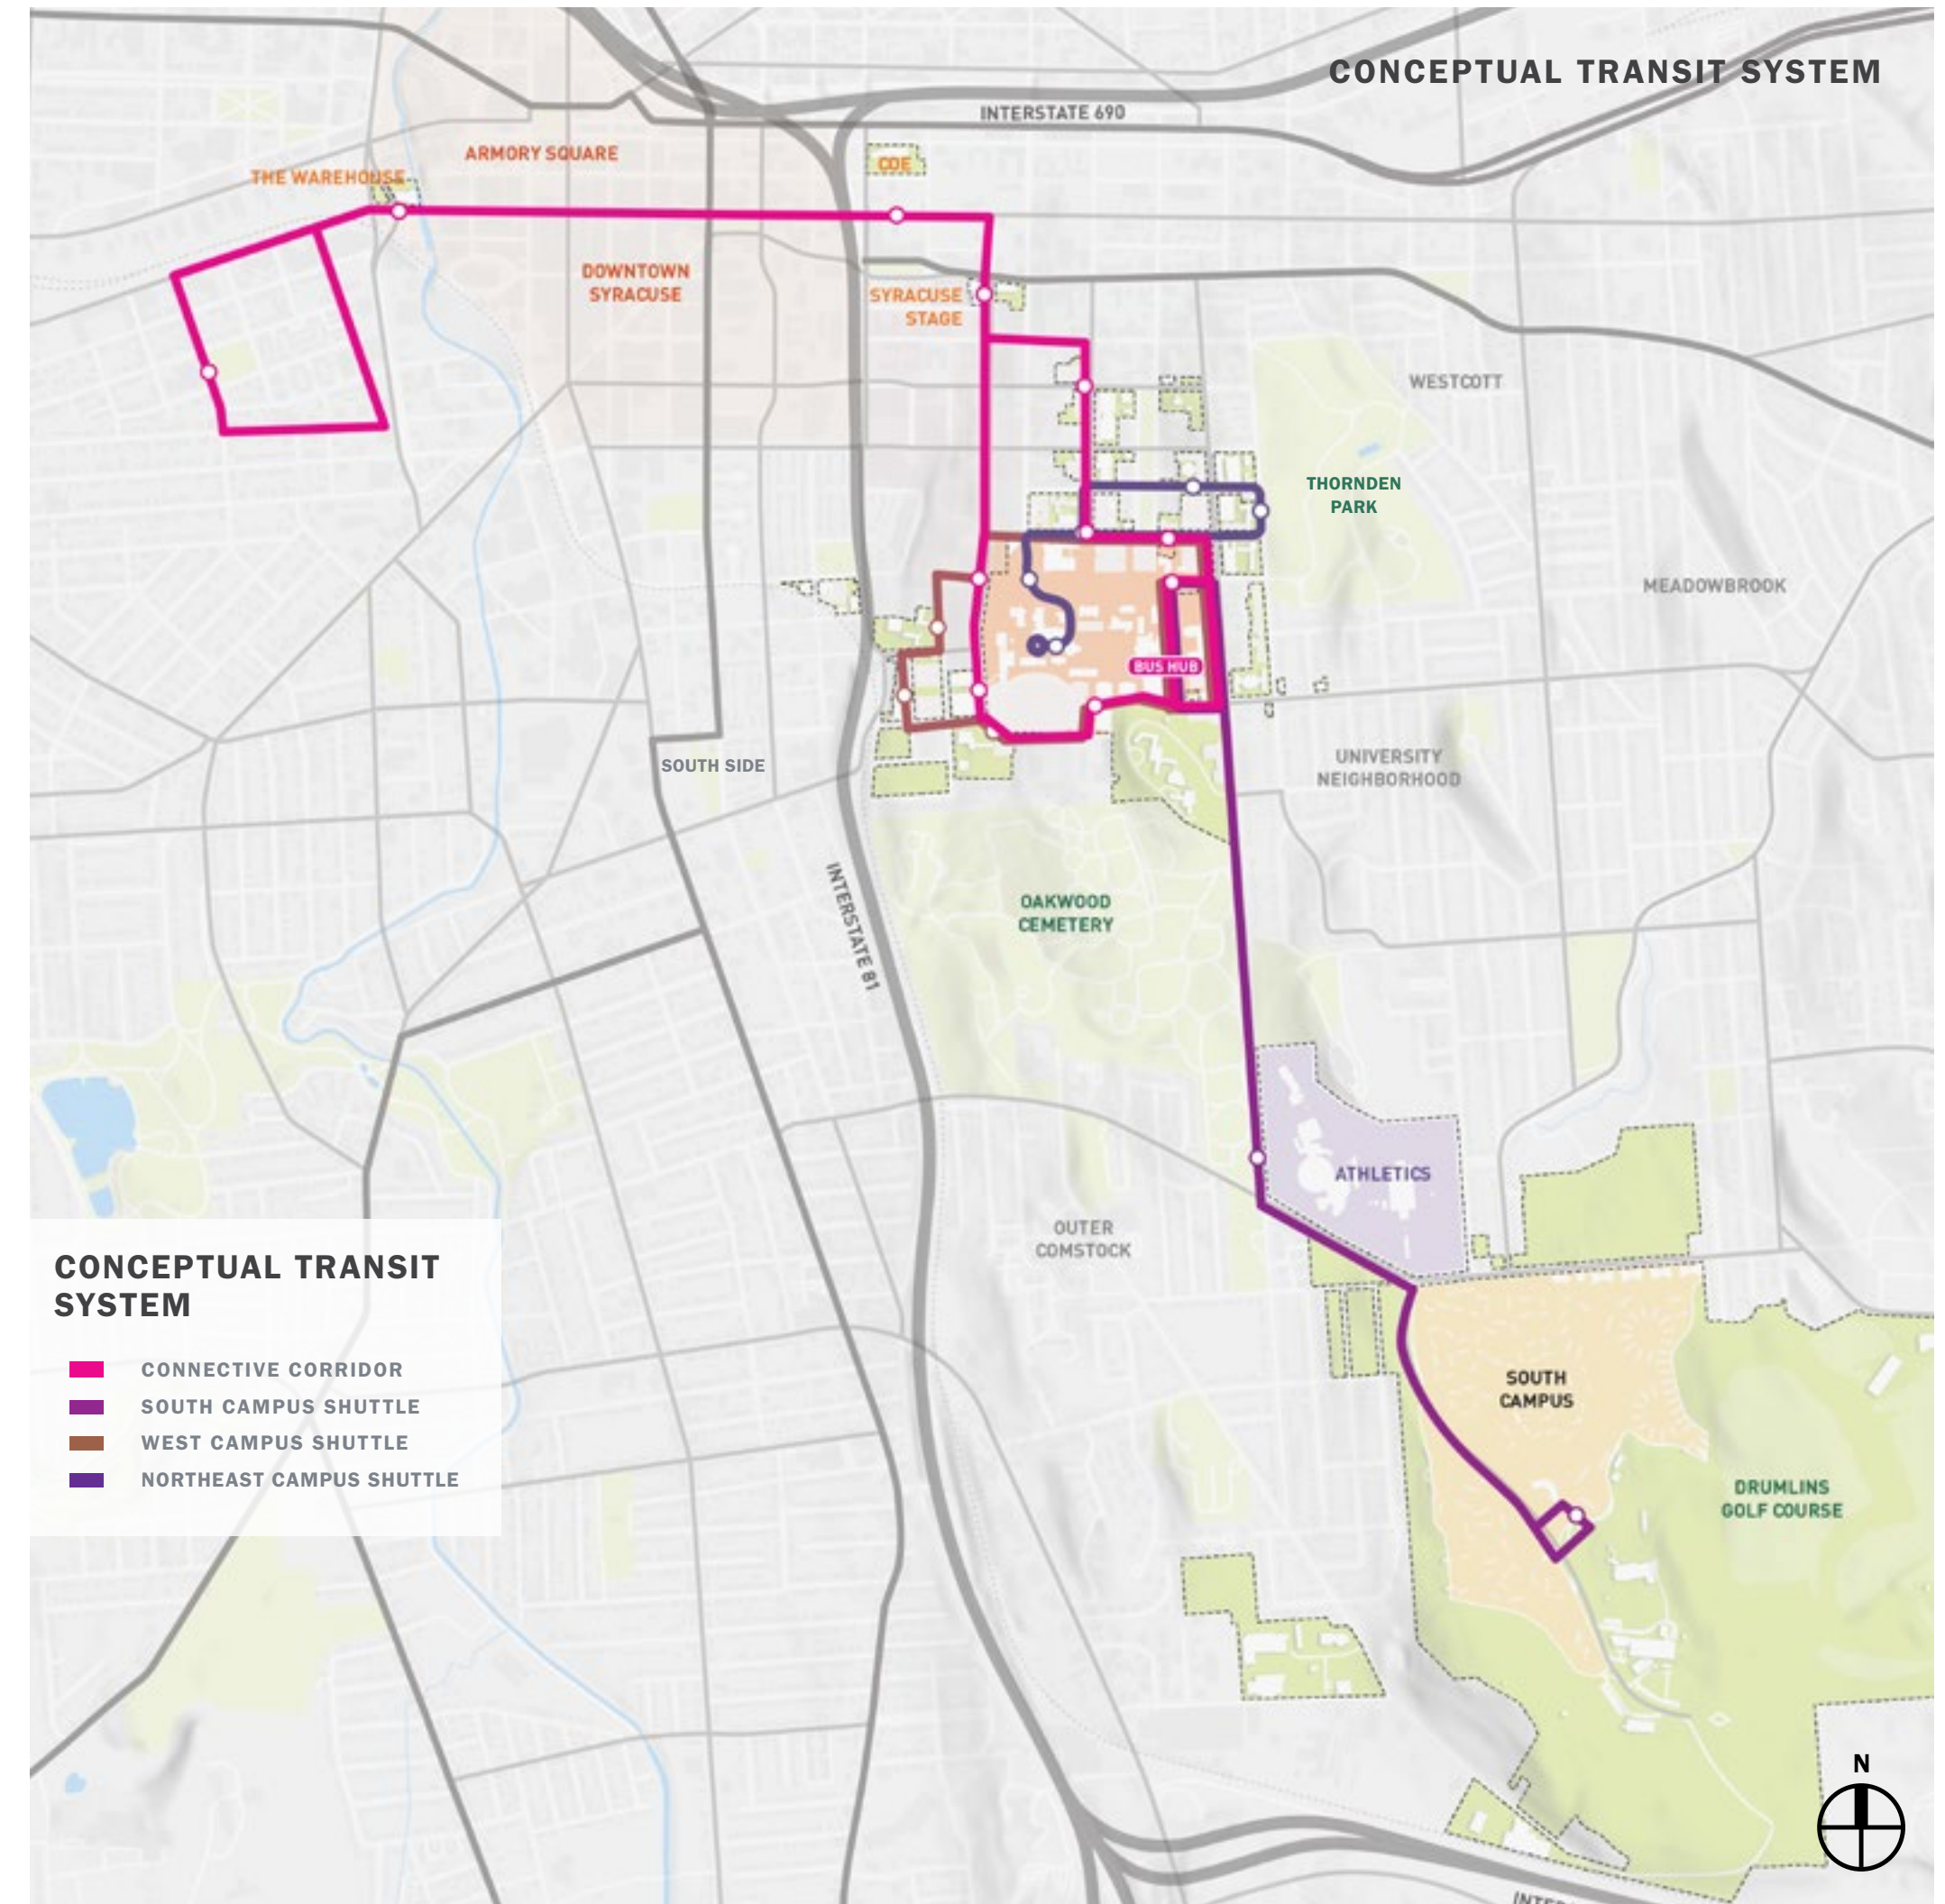 CONCEPTUAL TRANSIT SYSTEM
INTERSTATE 690
ARMORY SQUARE
COE
THE WAREHOUSE
DOWNTOWN
SYRACUSE
SYRACUSE
STAGE
WESTCOTT
THORNDEN
PARK
MEADOWBROOK
BUS HUB
SOUTH SIDE
UNIVERSITY
NEIGHBORHOOD
INTERSTATE 81
OAKWOOD
CEMETERY
ATHLETICS
OUTER
COMSTOCK
CONCEPTUAL TRANSIT
SYSTEM
CONNECTIVE CORRIDOR
SOUTH CAMPUS SHUTTLE
WEST CAMPUS SHUTTLE
NORTHEAST CAMPUS SHUTTLE
SOUTH
CAMPUS
DRUMLINS
GOLF COURSE
N